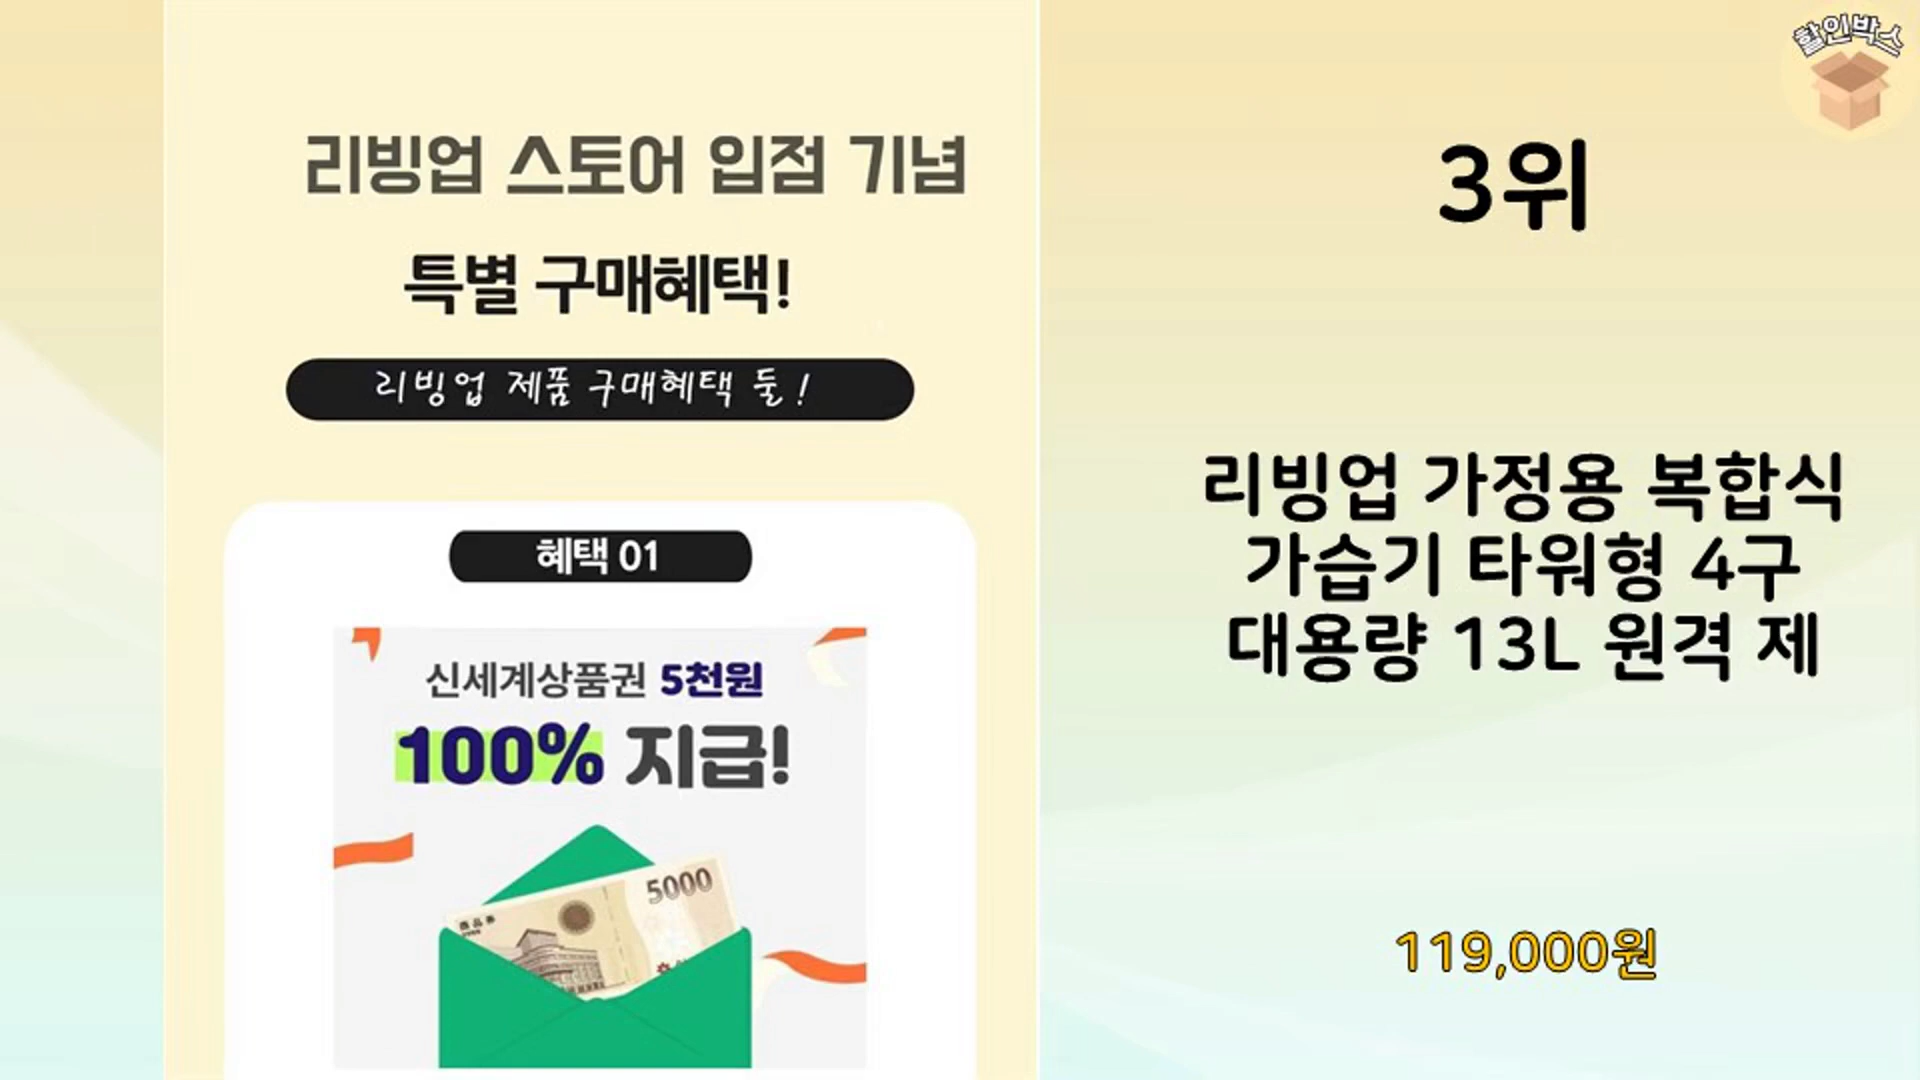 할인박스
리빙업 스토어 입점 기념
특별 구매혜택!
리빙업 제품 구매혜택 둘!
혜택 01
신세계상품권 5천원
100% 지급!
5000
3위
리빙업 가정용 복합식
가습기 타워형 4구
대용량 13L 원격 제
119,000원